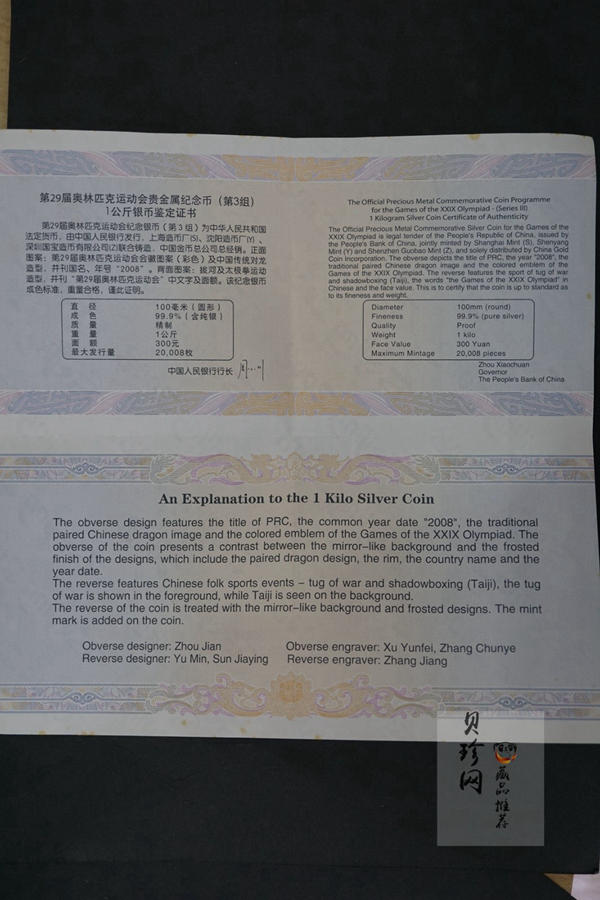 第29届奥林匹克运动会贵金属纪念币（第3组）
1公斤银币鉴定证书
第29届奥林匹克运动会纪念银币（第3组）为中华人民共和国
法定货币，由中国人民银行发行，上海造币厂(S)、沈阳造币厂(Y)、
深圳国宝造币有限公司(Z)联合铸造，中国金币总公司总经销。正面
图案：第29届奥林匹克运动会会徽图案（彩色）及中国传统对龙
造型，并刊国名、年号"2008"。背面图案：拔河及太极拳运动
造型，并刊"第29届奥林匹克运动会"中文字及面额。该纪念银币
成色标准，重量合格，谨此证明。
直 径 100毫米（圆形）
成 色 99.9%（含纯银）
质 量 精制
重 量 1公斤
面 额 300元
最大发行量 20,008枚
中国人民银行行长
The Official Precious Metal Commemorative Coin Programme
for the Games of the XXIX Olympiad - (Series III)
1 Kilogram Silver Coin Certificate of Authenticity
The Official Precious Metal Commemorative Silver Coin for the Games of the
XXIX Olympiad is legal tender of the People's Republic of China, issued by
the People's Bank of China, jointly minted by Shanghai Mint (S), Shenyang
Mint (Y) and Shenzhen Guobao Mint (Z), and solely distributed by China Gold
Coin Incorporation. The obverse depicts the title of PRC, the year "2008", the
traditional paired Chinese dragon image and the colored emblem of the
Games of the XXIX Olympiad. The reverse features the sport of tug of war
and shadowboxing (Taiji), the words "the Games of the XXIX Olympiad" in
Chinese and the face value. This is to certify that the coin is up to standard as
to its fineness and weight.
Diameter 100mm (round)
Fineness 99.9% (pure silver)
Quality Proof
Weight 1 kilo
Face Value 300 Yuan
Maximum Mintage 20,008 pieces
Zhou Xiaochuan
Governor
The People's Bank of China
An Explanation to the 1 Kilo Silver Coin
The obverse design features the title of PRC, the common year date "2008", the traditional
paired Chinese dragon image and the colored emblem of the Games of the XXIX Olympiad. The
obverse of the coin presents a contrast between the mirror-like background and the frosted
finish of the designs, which include the paired dragon design, the rim, the country name and the
year date.
The reverse features Chinese folk sports events - tug of war and shadowboxing (Taiji), the tug
of war is shown in the foreground, while Taiji is seen on the background.
The reverse of the coin is treated with the mirror-like background and frosted designs. The mint
mark is added on the coin.
Obverse designer: Zhou Jian Obverse engraver: Xu Yunfei, Zhang Chunye
Reverse designer: Yu Min, Sun Jiaying Reverse engraver: Zhang Jiang
贝珍网
藏品推荐